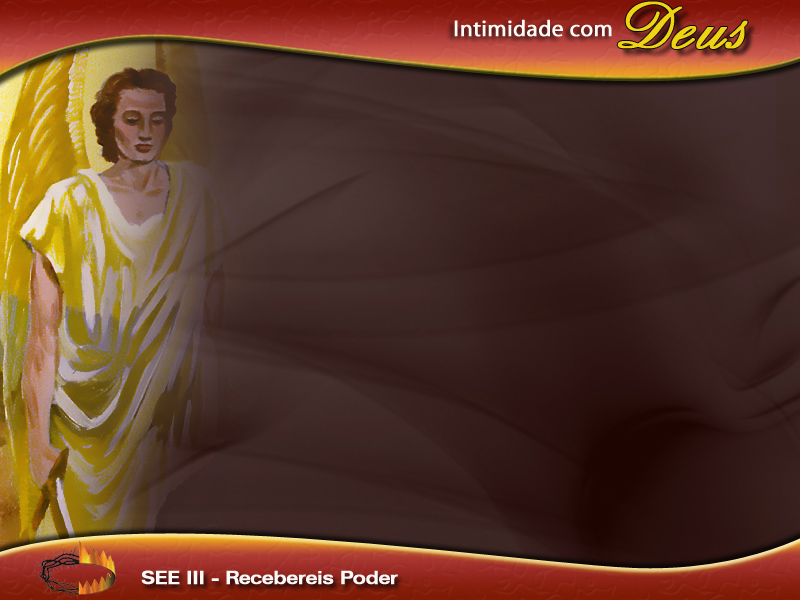 Intimidade com Deus
SEE III - Recebereis Poder